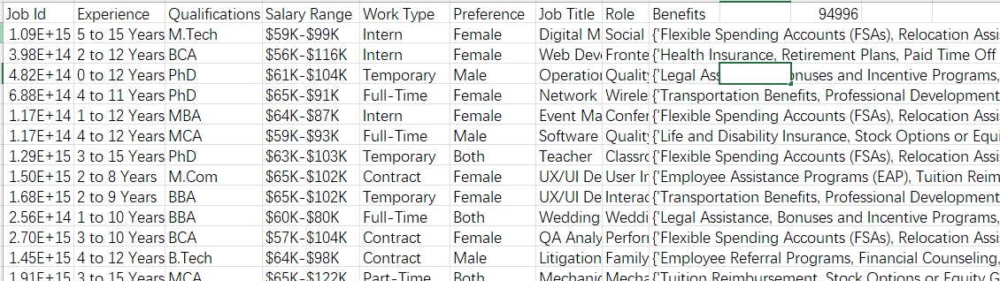 Job Id Experience Qualifications Salary Range Work Type Preference Job Title Role Benefits 94996
1.09E+15 5 to 15 Years M.Tech $59K-$99K Intern Female Digital M Social {'Flexible Spending Accounts (FSAs), Relocation Assi
3.98E+14 2 to 12 Years BCA $56K-$116K Intern Female Web Dev Fronte {'Health Insurance, Retirement Plans, Paid Time Off
4.82E+14 0 to 12 Years PhD $61K-$104K Temporary Male Operatio Qualit {'Legal Ass nuses and Incentive Programs,
6.88E+14 4 to 11 Years PhD $65K-$91K Full-Time Female Network Wirele {'Transportation Benefits, Professional Development
1.17E+14 1 to 12 Years MBA $64K-$87K Intern Female Event Ma Confer {'Flexible Spending Accounts (FSAs), Relocation Assi
1.17E+14 4 to 12 Years MCA $59K-$93K Full-Time Male Software Qualit {'Life and Disability Insurance, Stock Options or Equi
1.29E+15 3 to 15 Years PhD $63K-$103K Temporary Both Teacher Classro {'Flexible Spending Accounts (FSAs), Relocation Assi
1.50E+15 2 to 8 Years M.Com $65K-$102K Contract Female UX/UI De User Ir {'Employee Assistance Programs (EAP), Tuition Reim
1.68E+15 2 to 9 Years BBA $65K-$102K Temporary Female UX/UI De Interac {'Transportation Benefits, Professional Development
2.56E+14 1 to 10 Years BBA $60K-$80K Full-Time Both Wedding Weddi {'Legal Assistance, Bonuses and Incentive Programs,
2.70E+15 3 to 10 Years BCA $57K-$104K Contract Female QA Analy Perfor {'Flexible Spending Accounts (FSAs), Relocation Assi
1.45E+15 4 to 12 Years B.Tech $64K-$98K Contract Male Litigation Family {'Employee Referral Programs, Financial Counseling,
1.91E+15 3 to 15 Years MCA $65K-$122K Part-Time Both Mechanic Mecha {'Tuition Reimbursement, Stock Options or Equity G